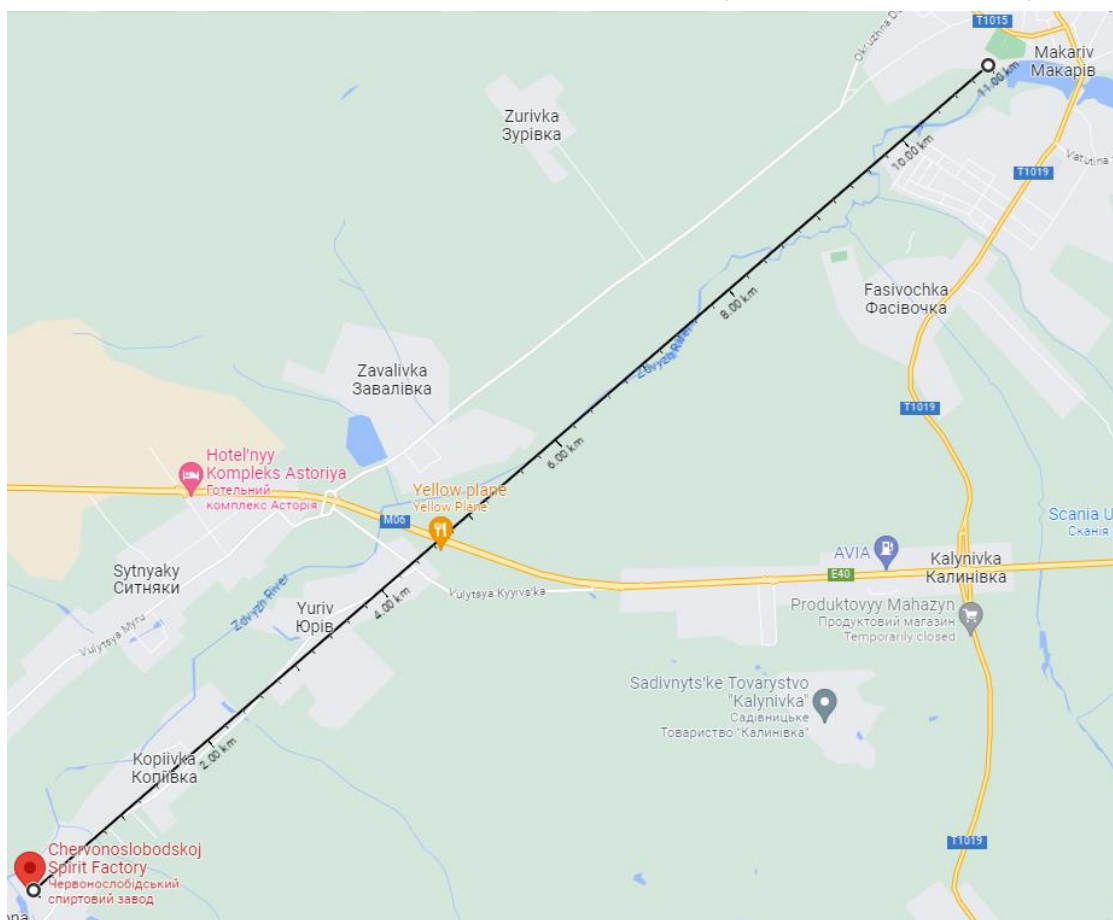 T1015
Okruzhna
Makariv
Макарів
11.00 km
Zurivka
Зурівка
10.00 km
Vatutina
T1019
Fasivochka
Фасівочка
8.00 km
Zdvyzh River
Zavalivka
Завалівка
T1019
6.00 km
Hotel'nyy
Kompleks Astoriya
Готельний
комплекс Асторія
Yellow plane
Yellow Plane
M06
Scania U
Сканія
AVIA
Kalynivka
Калинівка
E40
Sytnyaky
Ситняки
Zdvyzh River
Yuriv
Юрів
4.00 km
Vulytsya Kyyivs'ka
Produktovyy Mahazyn
Продуктовий магазин
Temporarily closed
Vulytsya Myru
Sadivnyts'ke Tovarystvo
"Kalynivka"
Садівницьке
Товариство "Калинівка"
2.00 km
Kopiivka
Копіївка
T1019
Chervonoslobodskoj
Spirit Factory
Червонослобідський
спиртовий завод